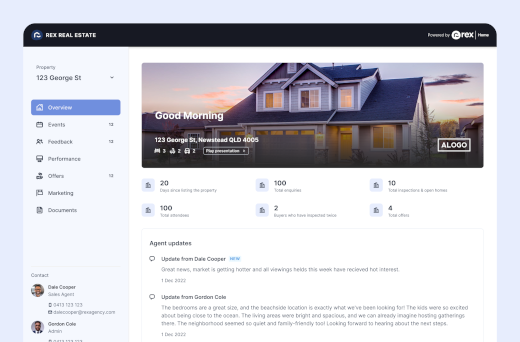 REX REAL ESTATE
Powered by rex Home
Property
123 George St
Overview
Events 12
Feedback 12
Performance
Offers 12
Marketing
Documents
Contact
Dale Cooper
Sales Agent
0413 123 123
dalecooper@rexagency.com
Gordon Cole
Admin
0413 123 123
Good Morning
123 George St, Newstead QLD 4005
3 2 2 Play presentation
ALOGO
20
Days since listing the property
100
Total enquiries
10
Total inspections & open homes
100
Total attendees
2
Buyers who have inspected twice
4
Total offers
Agent updates
Update from Dale Cooper NEW
Great news, market is getting hotter and all viewings helds this week have recieved hot interest.
1 Dec 2022
Update from Gordon Cole
The bedrooms are a great size, and the beachside location is exactly what we've been looking for! The kids were so excited
about being close to the ocean. The living areas were bright and spacious, and we can already imagine hosting gatherings
there. The neighborhood seemed so quiet and family-friendly too! Looking forward to hearing about the next steps.
1 Dec 2022